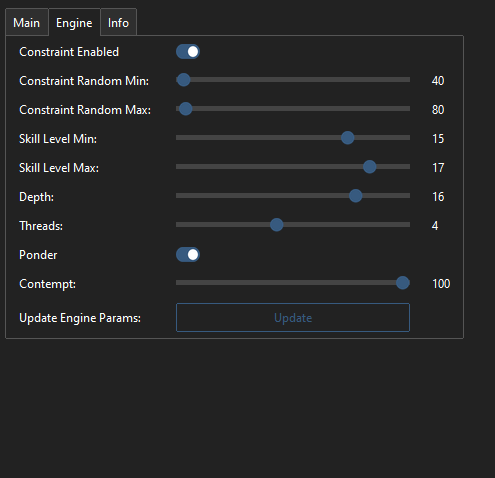 Main Engine Info
Constraint Enabled
Constraint Random Min: 40
Constraint Random Max: 80
Skill Level Min: 15
Skill Level Max: 17
Depth: 16
Threads: 4
Ponder
Contempt: 100
Update Engine Params: Update